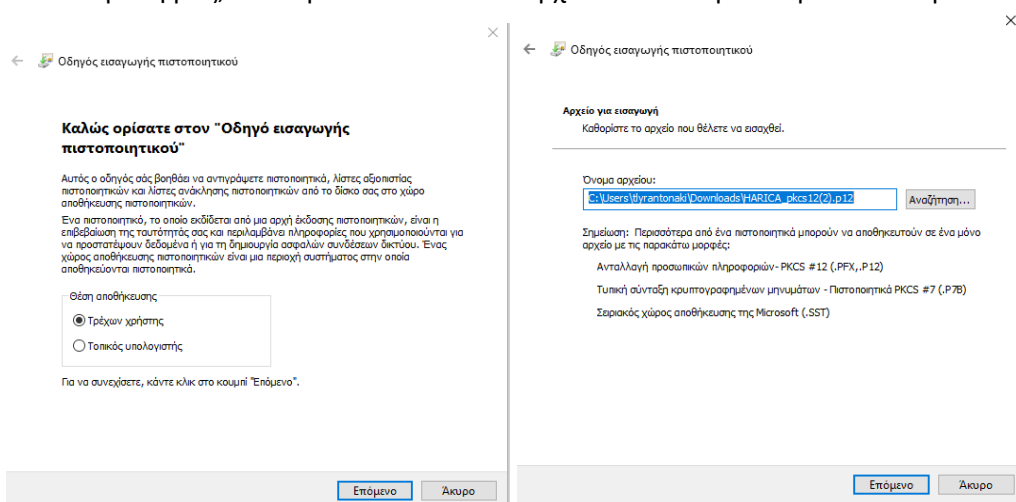 Οδηγός εισαγωγής πιστοποιητικού
Καλώς ορίσατε στον "Οδηγό εισαγωγής
πιστοποιητικού"
Αυτός ο οδηγός σάς βοηθάει να αντιγράψετε πιστοποιητικά, λίστες αξιοπιστίας
πιστοποιητικών και λίστες ανάκλησης πιστοποιητικών από το δίσκο σας στο χώρο
αποθήκευσης πιστοποιητικών.
Ένα πιστοποιητικό, το οποίο εκδίδεται από μια αρχή έκδοσης πιστοποιητικών, είναι η
επιβεβαίωση της ταυτότητάς σας και περιλαμβάνει πληροφορίες που χρησιμοποιούνται για
να προστατέψουν δεδομένα ή για τη δημιουργία ασφαλών συνδέσεων δικτύου. Ένας
χώρος αποθήκευσης πιστοποιητικών είναι μια περιοχή συστήματος στην οποία
αποθηκεύονται πιστοποιητικά.
Θέση αποθήκευσης
Τρέχων χρήστης
Τοπικός υπολογιστής
Για να συνεχίσετε, κάντε κλικ στο κουμπί "Επόμενο".
Επόμενο
Άκυρο
Οδηγός εισαγωγής πιστοποιητικού
Αρχείο για εισαγωγή
Καθορίστε το αρχείο που θέλετε να εισαχθεί.
Όνομα αρχείου:
C:\Users\tlyrantonaki\Downloads\HARICA_pkcs12(2).p12
Αναζήτηση...
Σημείωση: Περισσότερα από ένα πιστοποιητικά μπορούν να αποθηκευτούν σε ένα μόνο
αρχείο με τις παρακάτω μορφές:
Ανταλλαγή προσωπικών πληροφοριών- PKCS #12 (.PFX,.P12)
Τυπική σύνταξη κρυπτογραφημένων μηνυμάτων - Πιστοποιητικά PKCS #7 (.P7B)
Σειριακός χώρος αποθήκευσης της Microsoft (.SST)
Επόμενο
Άκυρο